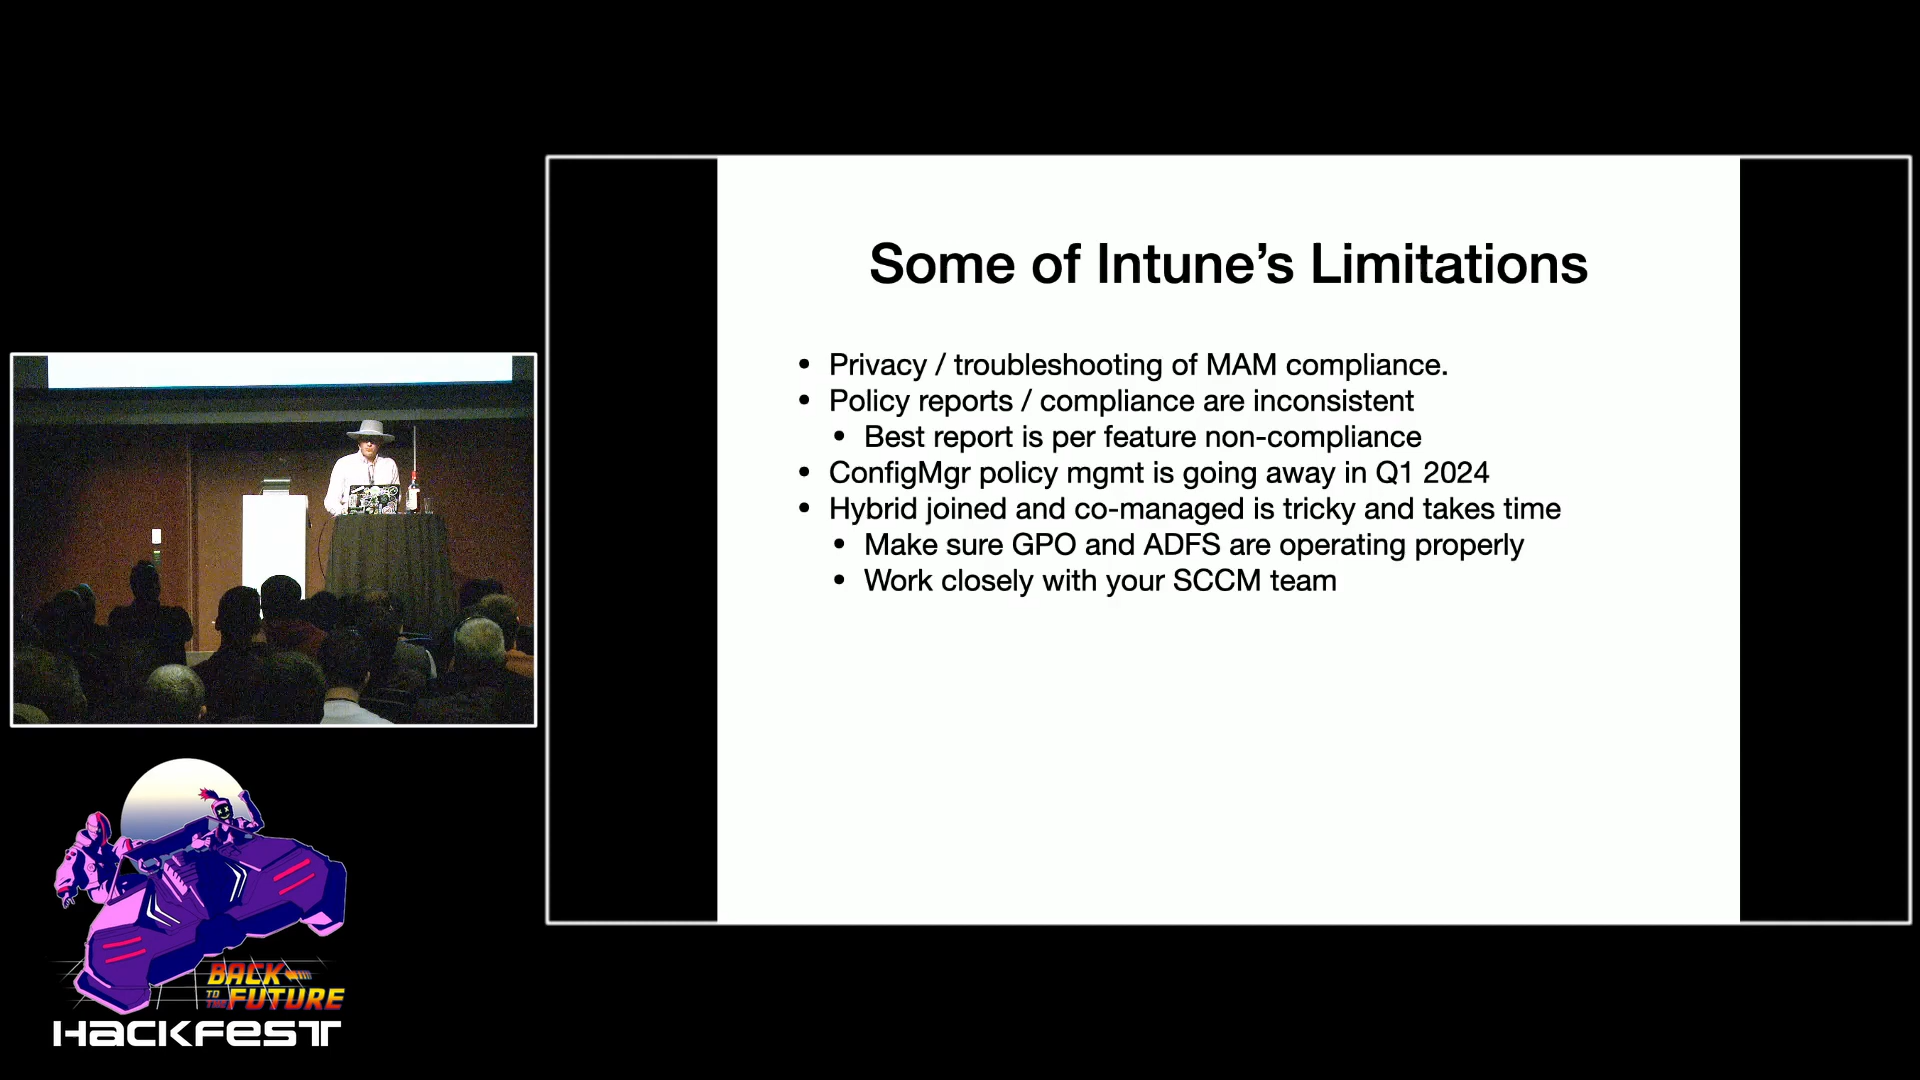 Some of Intune’s Limitations
• Privacy / troubleshooting of MAM compliance.
• Policy reports / compliance are inconsistent
• Best report is per feature non-compliance
• ConfigMgr policy mgmt is going away in Q1 2024
• Hybrid joined and co-managed is tricky and takes time
• Make sure GPO and ADFS are operating properly
• Work closely with your SCCM team
BACK
TO
THE FUTURE
HACKFEST